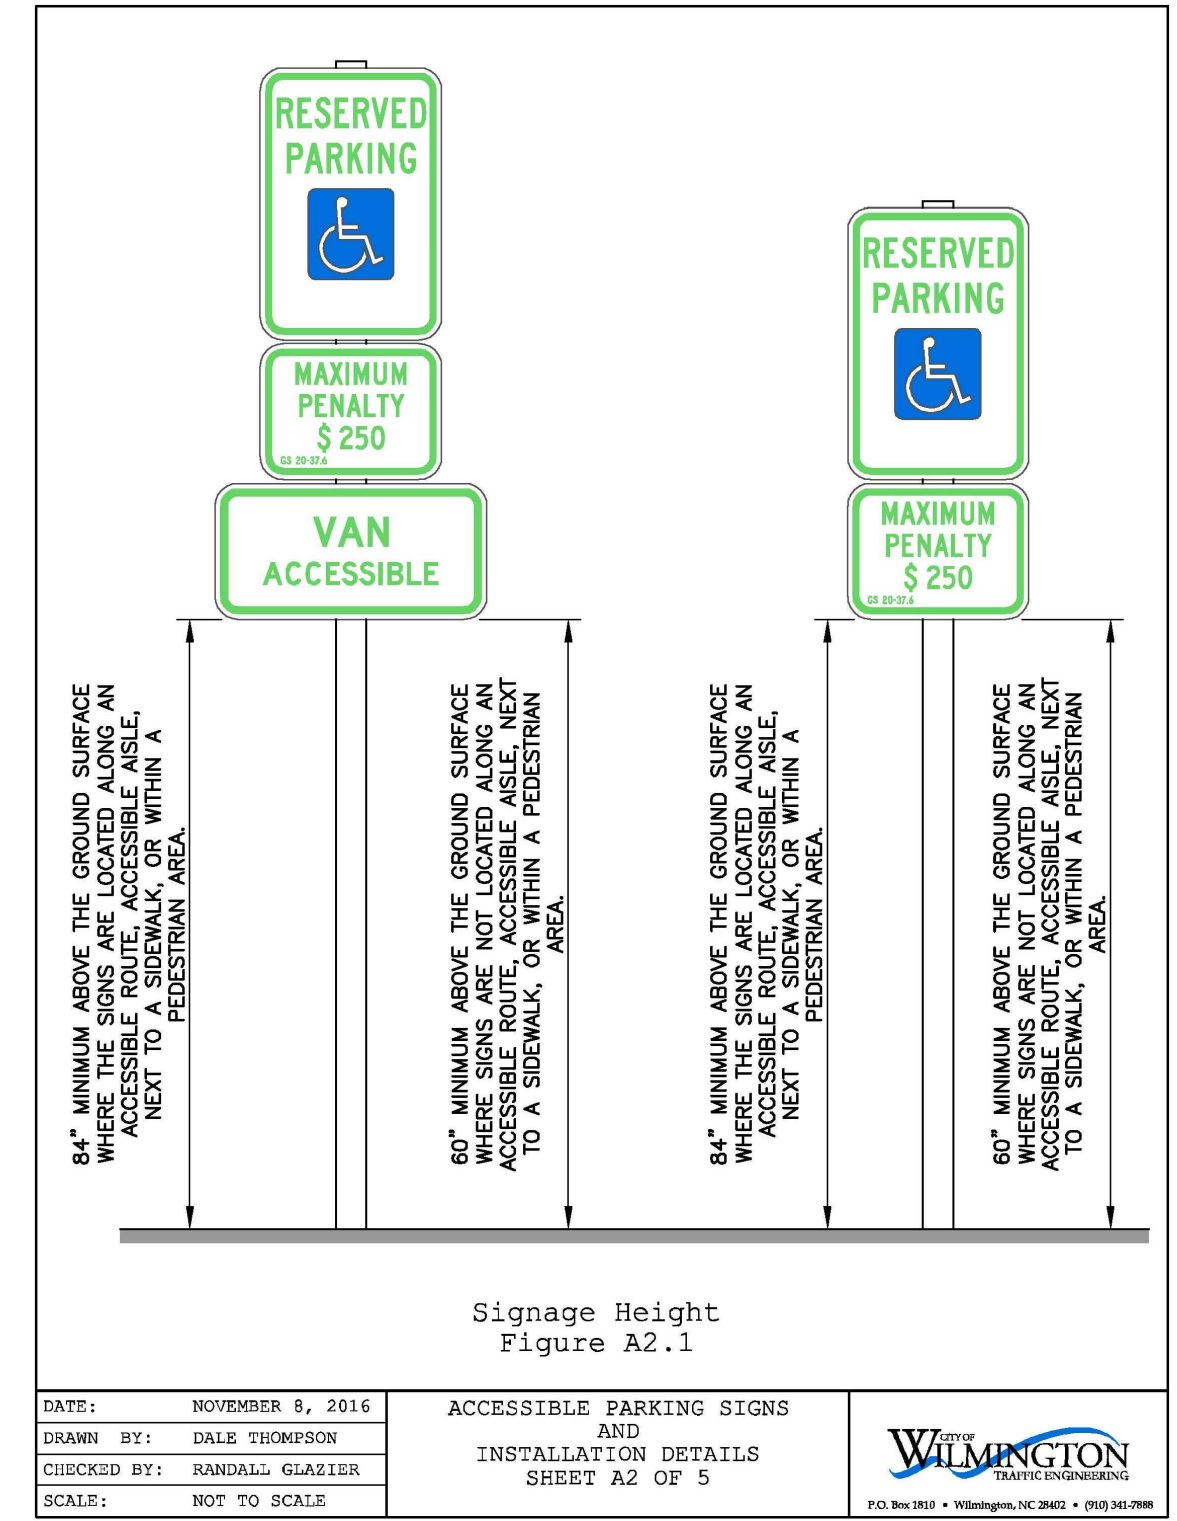 RESERVED
PARKING
MAXIMUM
PENALTY
$ 250
GS 20-37.6
VAN
ACCESSIBLE
RESERVED
PARKING
MAXIMUM
PENALTY
$ 250
GS 20-37.6
84" MINIMUM ABOVE THE GROUND SURFACE
WHERE THE SIGNS ARE LOCATED ALONG AN
ACCESSIBLE ROUTE, ACCESSIBLE AISLE,
NEXT TO A SIDEWALK, OR WITHIN A
PEDESTRIAN AREA.
60" MINIMUM ABOVE THE GROUND SURFACE
WHERE SIGNS ARE NOT LOCATED ALONG AN
ACCESSIBLE ROUTE, ACCESSIBLE AISLE, NEXT
TO A SIDEWALK, OR WITHIN A PEDESTRIAN
AREA.
84" MINIMUM ABOVE THE GROUND SURFACE
WHERE THE SIGNS ARE LOCATED ALONG AN
ACCESSIBLE ROUTE, ACCESSIBLE AISLE,
NEXT TO A SIDEWALK, OR WITHIN A
PEDESTRIAN AREA.
60" MINIMUM ABOVE THE GROUND SURFACE
WHERE SIGNS ARE NOT LOCATED ALONG AN
ACCESSIBLE ROUTE, ACCESSIBLE AISLE, NEXT
TO A SIDEWALK, OR WITHIN A PEDESTRIAN
AREA.
Signage Height
Figure A2.1
DATE: NOVEMBER 8, 2016
DRAWN BY: DALE THOMPSON
CHECKED BY: RANDALL GLAZIER
SCALE: NOT TO SCALE
ACCESSIBLE PARKING SIGNS
AND
INSTALLATION DETAILS
SHEET A2 OF 5
CITY OF
WILMINGTON
TRAFFIC ENGINEERING
P.O. Box 1810 • Wilmington, NC 28402 • (910) 341-7888